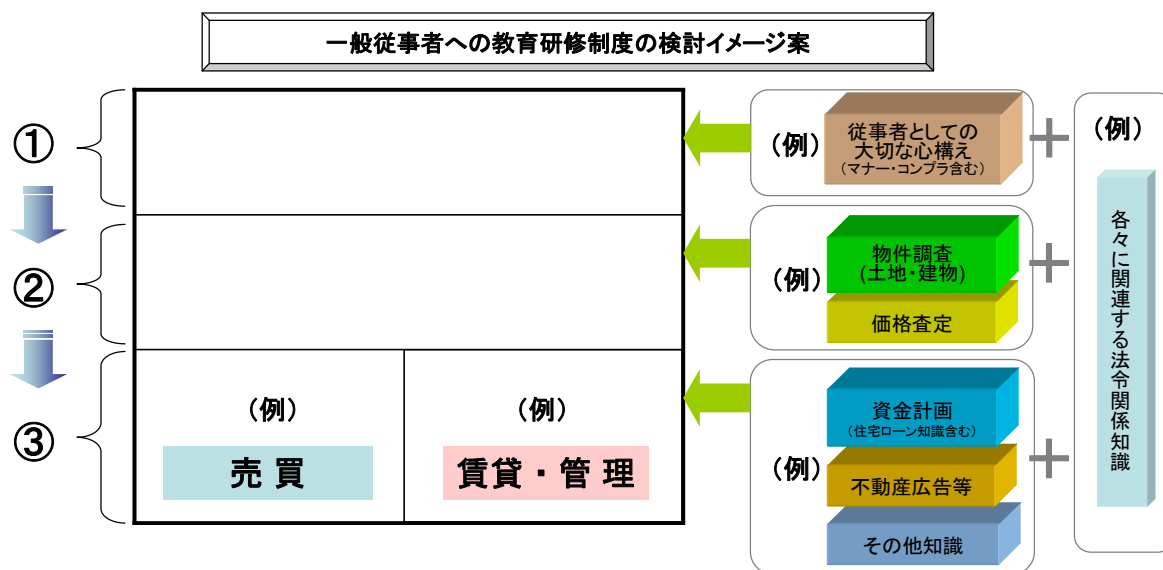 一般従事者への教育研修制度の検討イメージ案
①
(例)
従事者としての
大切な心構え
(マナー・コンプラ含む)
＋
(例)
各々に関連する法令関係知識
②
(例)
物件調査
(土地・建物)
価格査定
＋
③
(例)
売買
(例)
賃貸・管理
(例)
資金計画
(住宅ローン知識含む)
不動産広告等
その他知識
＋